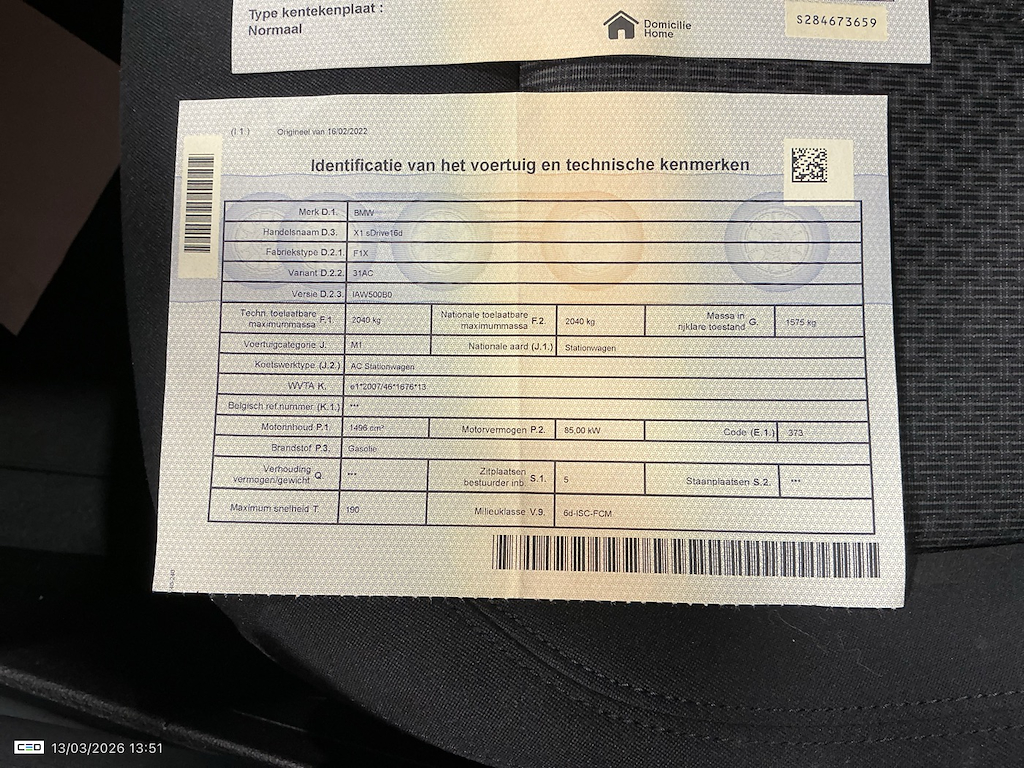 Type kentekenplaat :
Normaal
Domicilie
Home
S284673659
(I.1.) Origineel van 16/02/2022
Identificatie van het voertuig en technische kenmerken
Merk D.1. BMW
Handelsnaam D.3. X1 sDrive16d
Fabriekstype D.2.1. F1X
Variant D.2.2. 31AC
Versie D.2.3. IAW500B0
Techn. toelaatbare maximummassa F.1. 2040 kg Nationale toelaatbare maximummassa F.2. 2040 kg Massa in rijklare toestand G. 1575 kg
Voertuigcategorie J. M1 Nationale aard (J.1.) Stationwagen
Koetswerktype (J.2.) AC Stationwagen
WVTA K. e1*2007/46*1676*13
Belgisch ref.nummer (K.1.) ***
Motorinhoud P.1. 1496 cm³ Motorvermogen P.2. 85,00 kW Code (E.1.) 373
Brandstof P.3. Gasolie
Verhouding vermogen/gewicht Q. *** Zitplaatsen bestuurder inb. S.1. 5 Staanplaatsen S.2. ***
Maximum snelheid T. 190 Milieuklasse V.9. 6d-ISC-FCM
CEO 13/03/2026 13:51